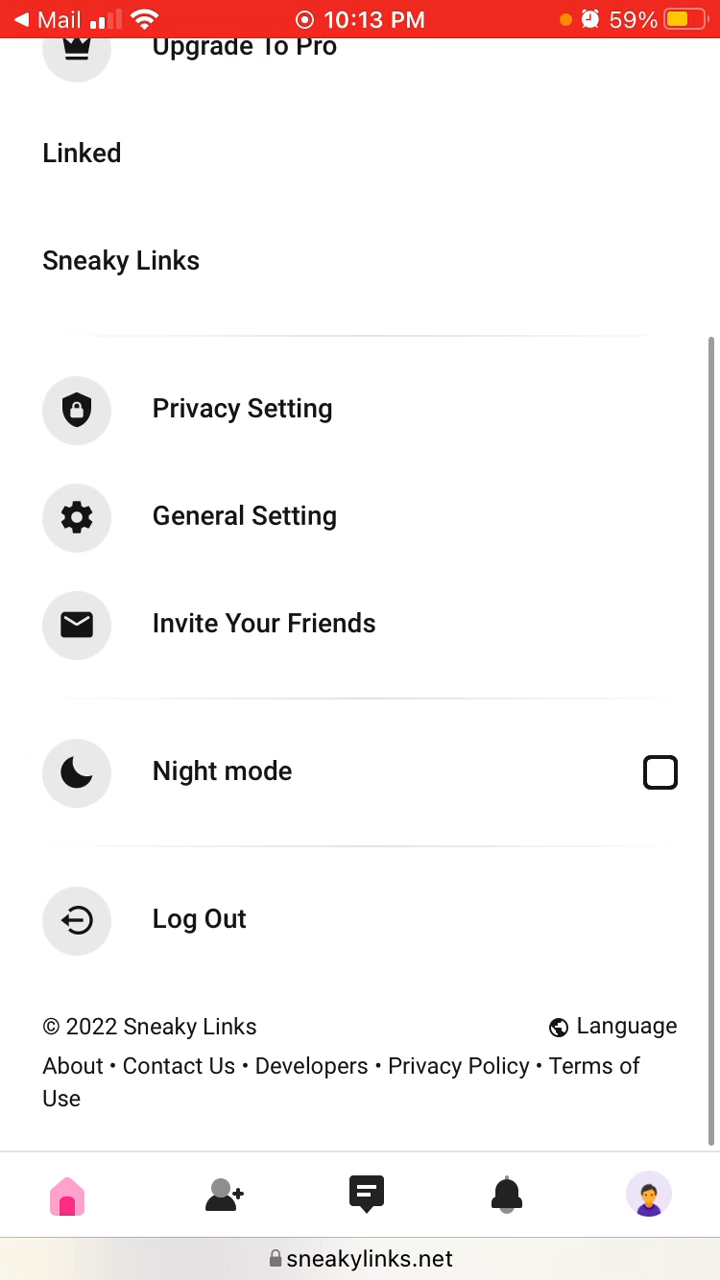 Mail 10:13 PM 59%
Upgrade To Pro
Linked
Sneaky Links
Privacy Setting
General Setting
Invite Your Friends
Night mode
Log Out
© 2022 Sneaky Links Language
About • Contact Us • Developers • Privacy Policy • Terms of
Use
sneakylinks.net